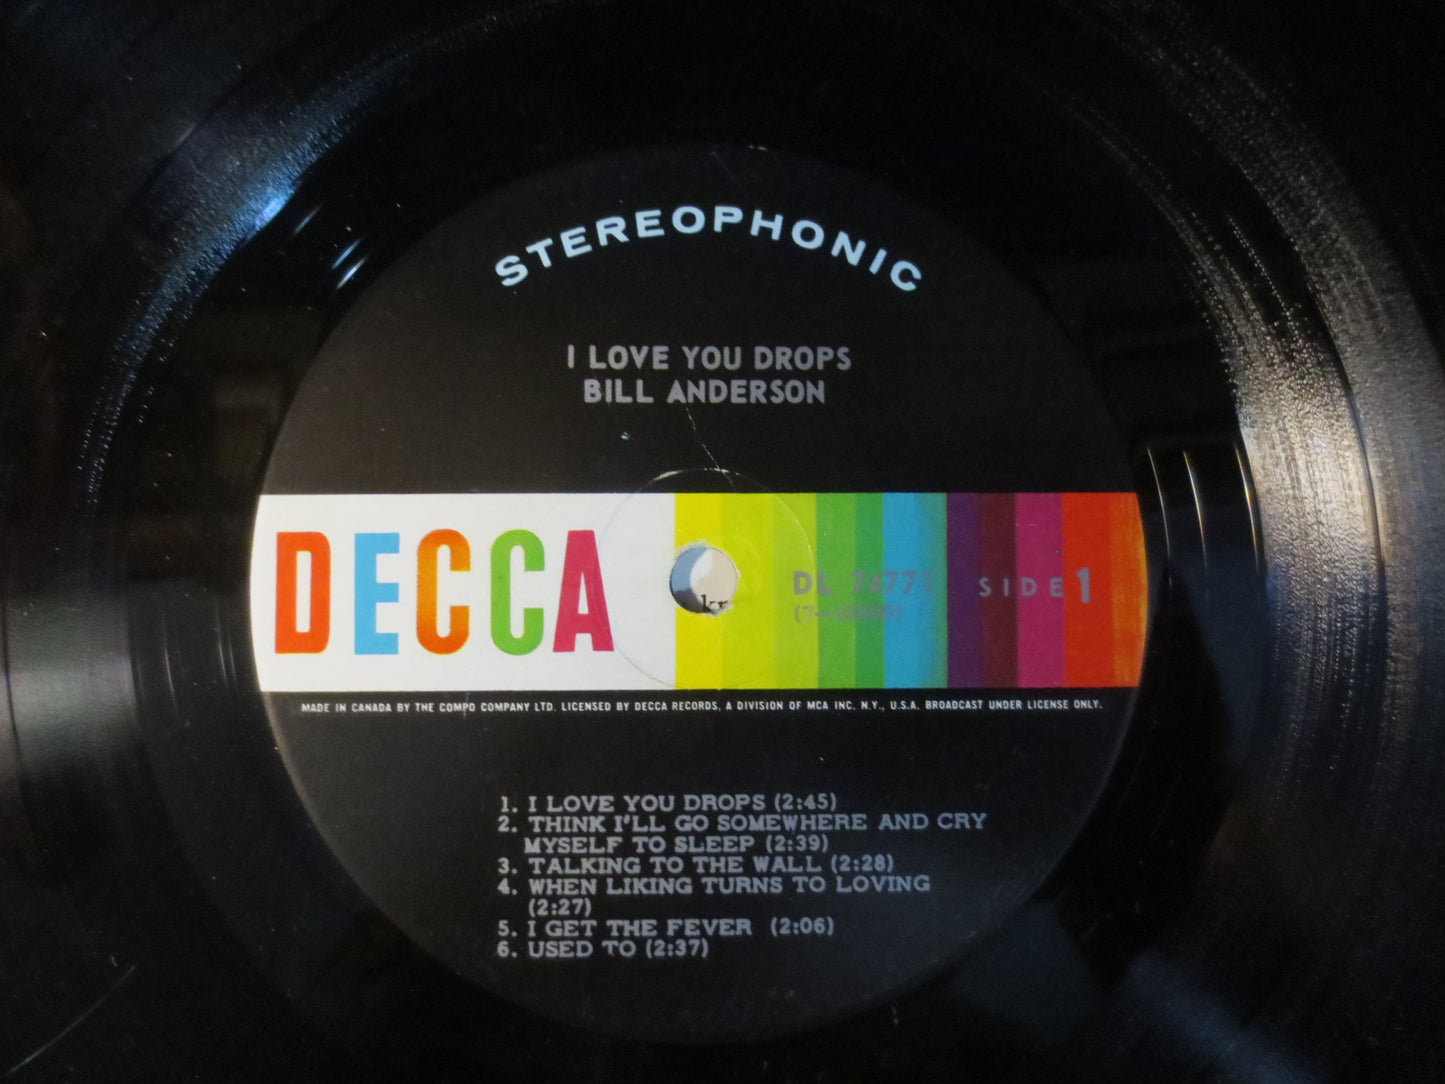 STEREOPHONIC
I LOVE YOU DROPS
BILL ANDERSON
DECCA
DL 74771 SIDE 1
MADE IN CANADA BY THE COMPO COMPANY LTD. LICENSED BY DECCA RECORDS, A DIVISION OF MCA INC. N.Y., U.S.A. BROADCAST UNDER LICENSE ONLY.
1. I LOVE YOU DROPS (2:45)
2. THINK I'LL GO SOMEWHERE AND CRY
MYSELF TO SLEEP (2:39)
3. TALKING TO THE WALL (2:28)
4. WHEN LIKING TURNS TO LOVING
(2:27)
5. I GET THE FEVER (2:06)
6. USED TO (2:37)